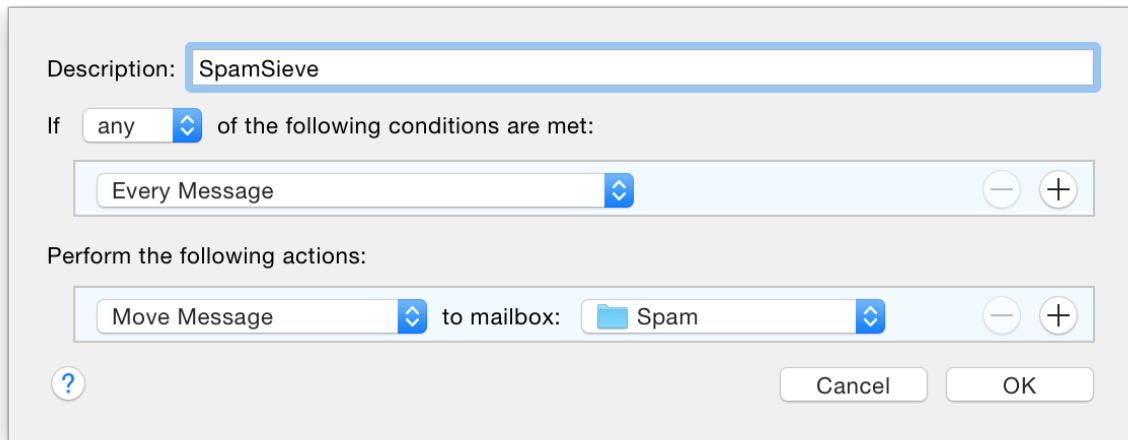 Description: SpamSieve
If any of the following conditions are met:
Every Message
Perform the following actions:
Move Message to mailbox: Spam
? Cancel OK